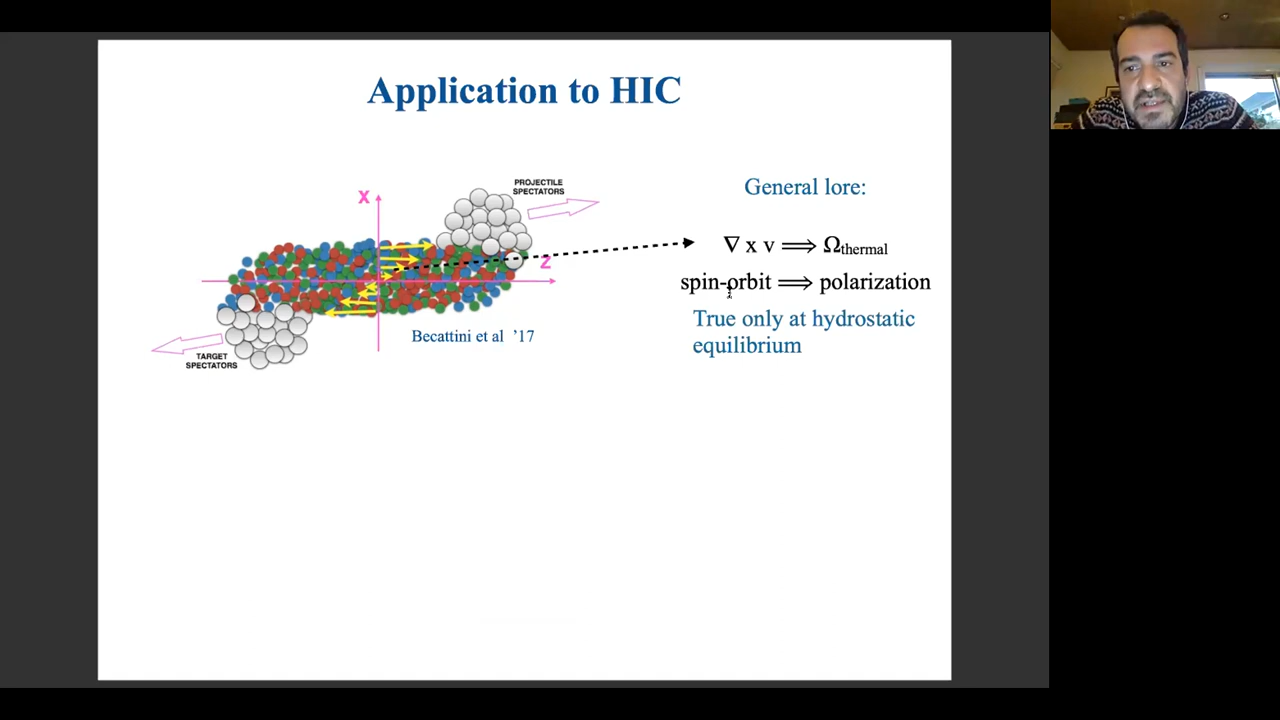 Application to HIC
PROJECTILE
SPECTATORS
X
General lore:
∇ x v ⟹ Ωthermal
Z
spin-orbit ⟹ polarization
True only at hydrostatic
equilibrium
Becattini et al ’17
TARGET
SPECTATORS